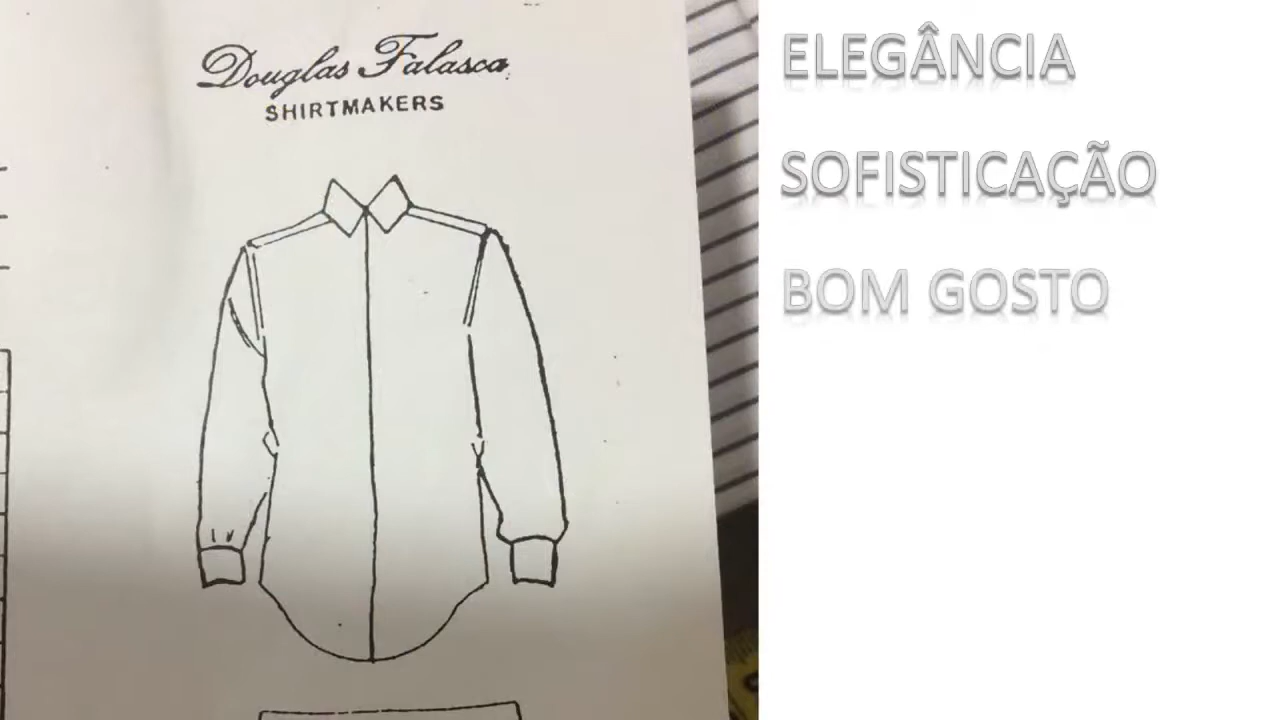 Douglas Falasca
SHIRTMAKERS
ELEGÂNCIA
SOFISTICAÇÃO
BOM GOSTO